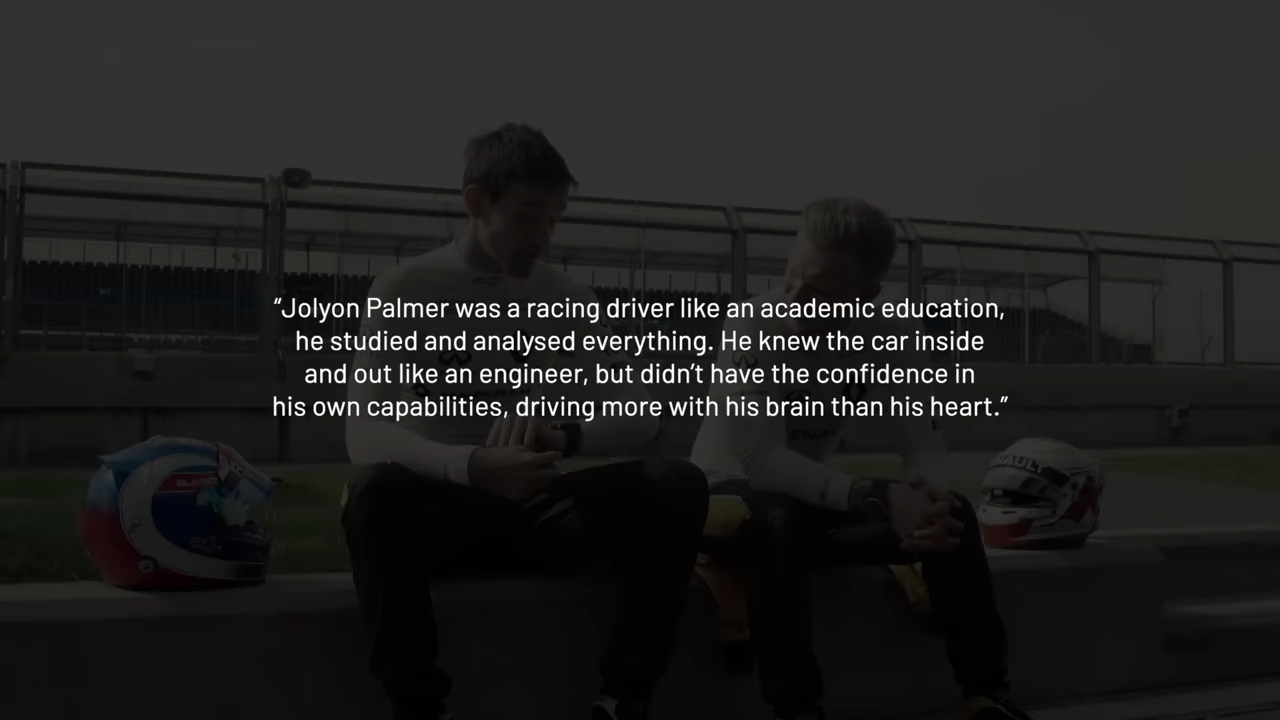 “Jolyon Palmer was a racing driver like an academic education,
he studied and analysed everything. He knew the car inside
and out like an engineer, but didn’t have the confidence in
his own capabilities, driving more with his brain than his heart.”